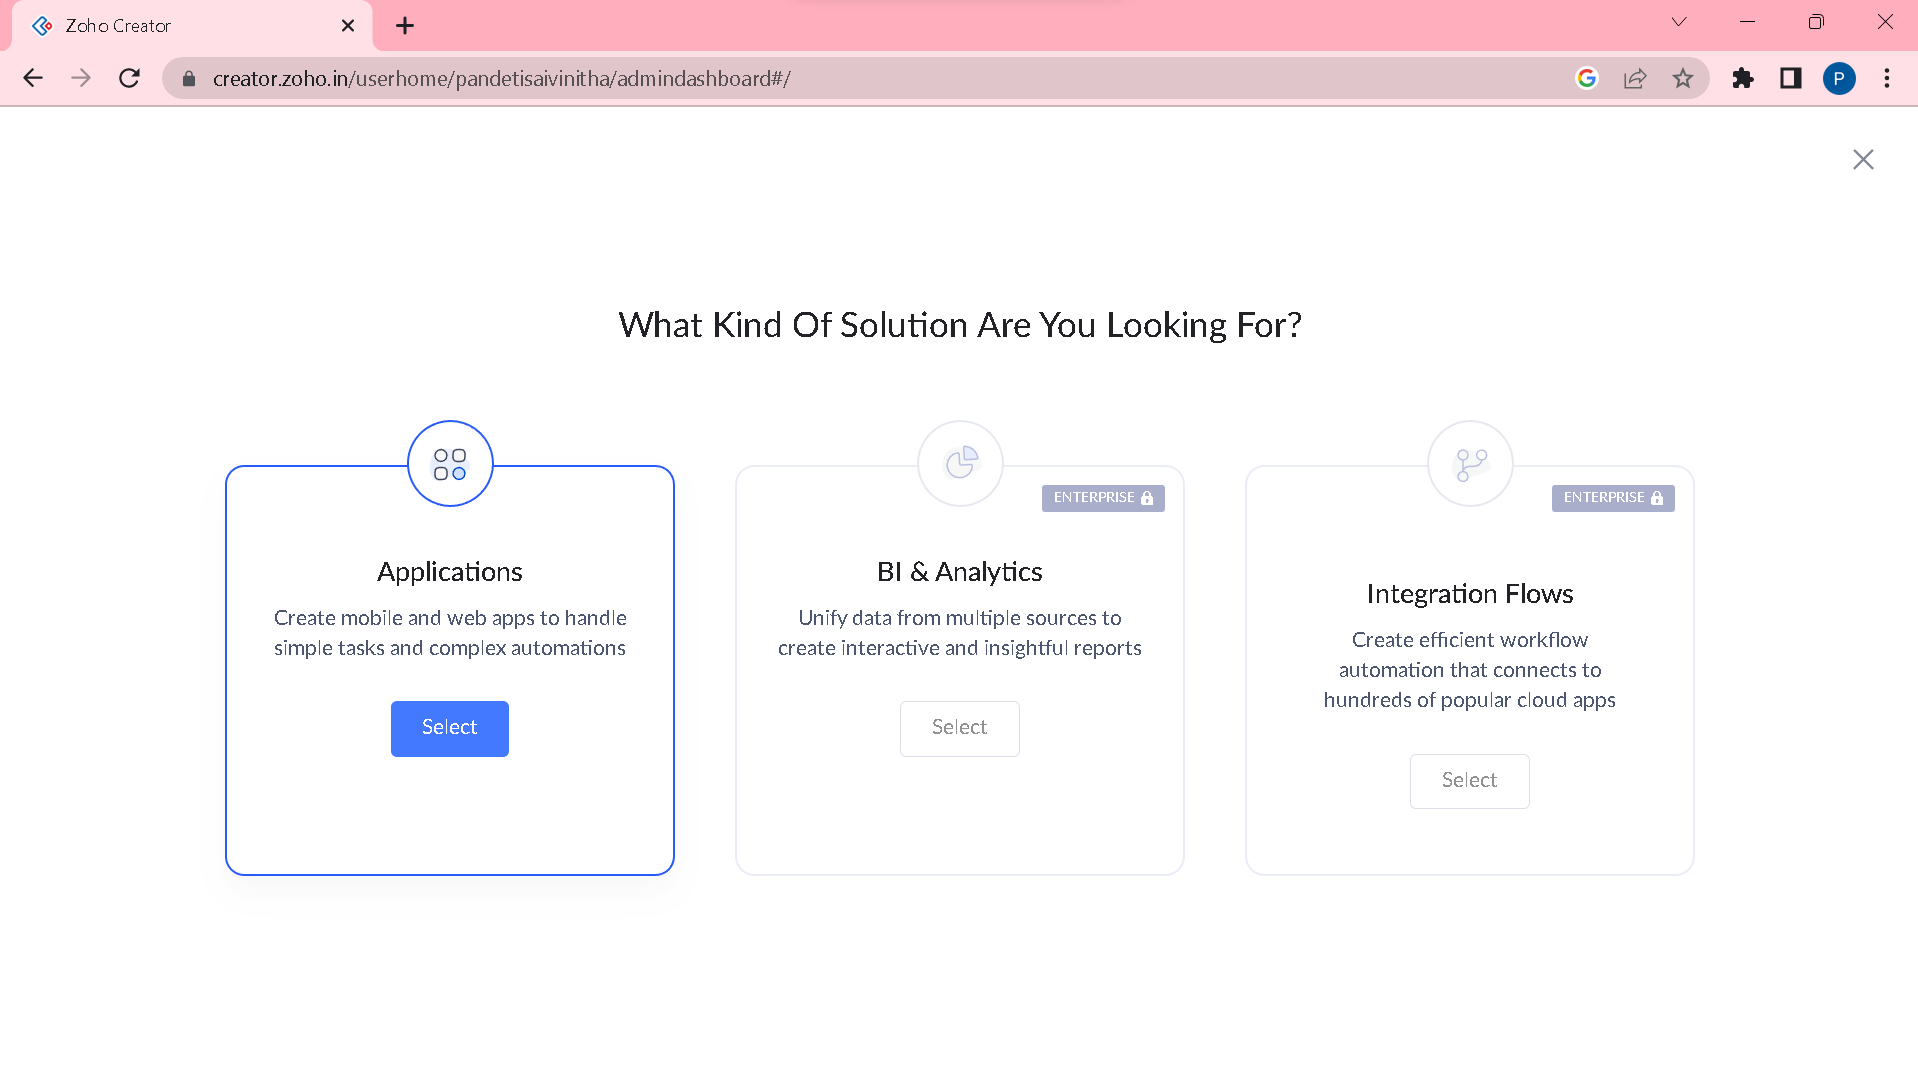 Zoho Creator
creator.zoho.in/userhome/pandetisaivinitha/admindashboard#/
P
What Kind Of Solution Are You Looking For?
Applications
Create mobile and web apps to handle
simple tasks and complex automations
Select
ENTERPRISE
BI & Analytics
Unify data from multiple sources to
create interactive and insightful reports
Select
ENTERPRISE
Integration Flows
Create efficient workflow
automation that connects to
hundreds of popular cloud apps
Select